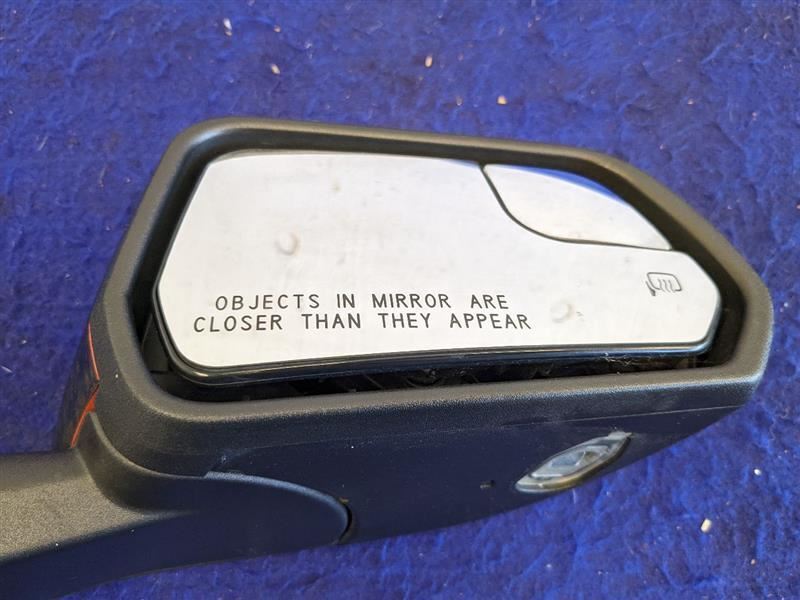 OBJECTS IN MIRROR ARE
CLOSER THAN THEY APPEAR